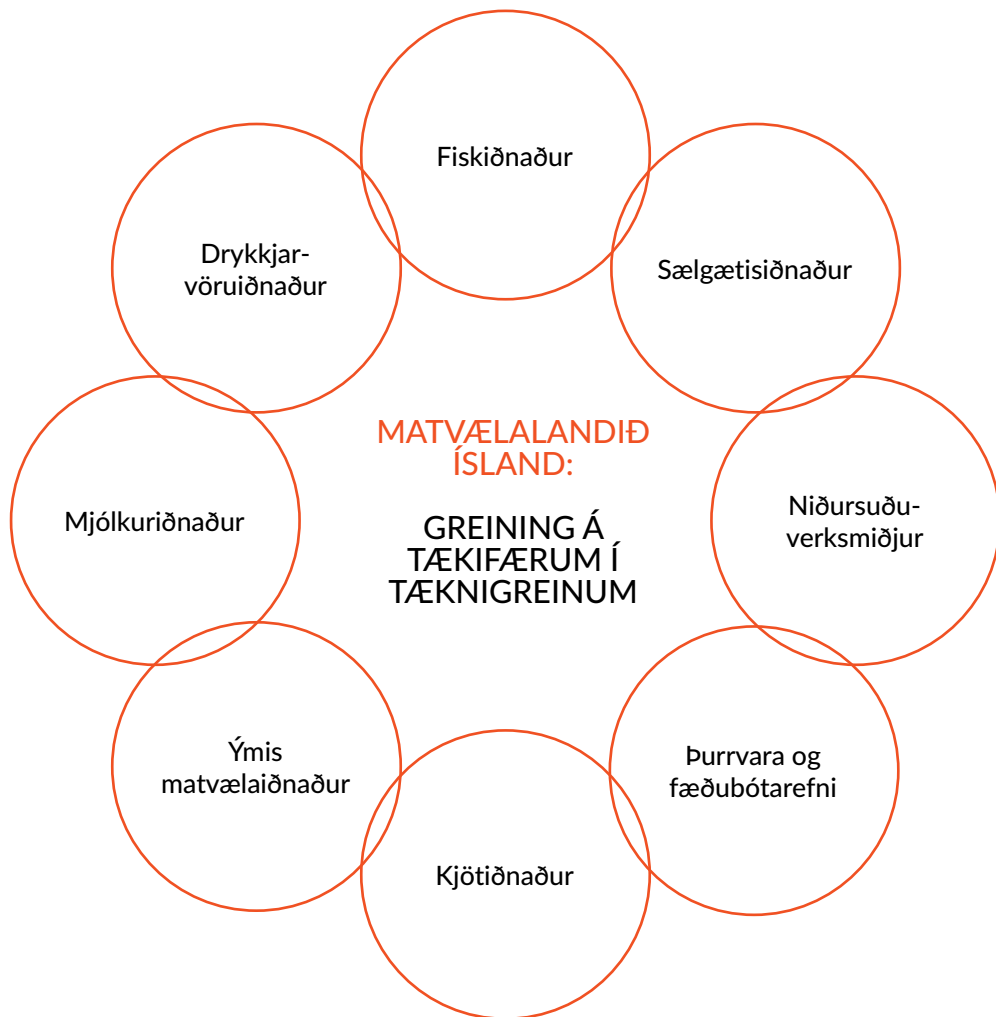 Fiskiðnaður
Sælgætisiðnaður
Niðursuðu-
verksmiðjur
Þurrvara og
fæðubótarefni
Kjötiðnaður
Ýmis
matvælaiðnaður
Mjólkuriðnaður
Drykkjar-
vöruiðnaður
MATVÆLALANDIÐ
ÍSLAND:
GREINING Á
TÆKIFÆRUM Í
TÆKNIGREINUM